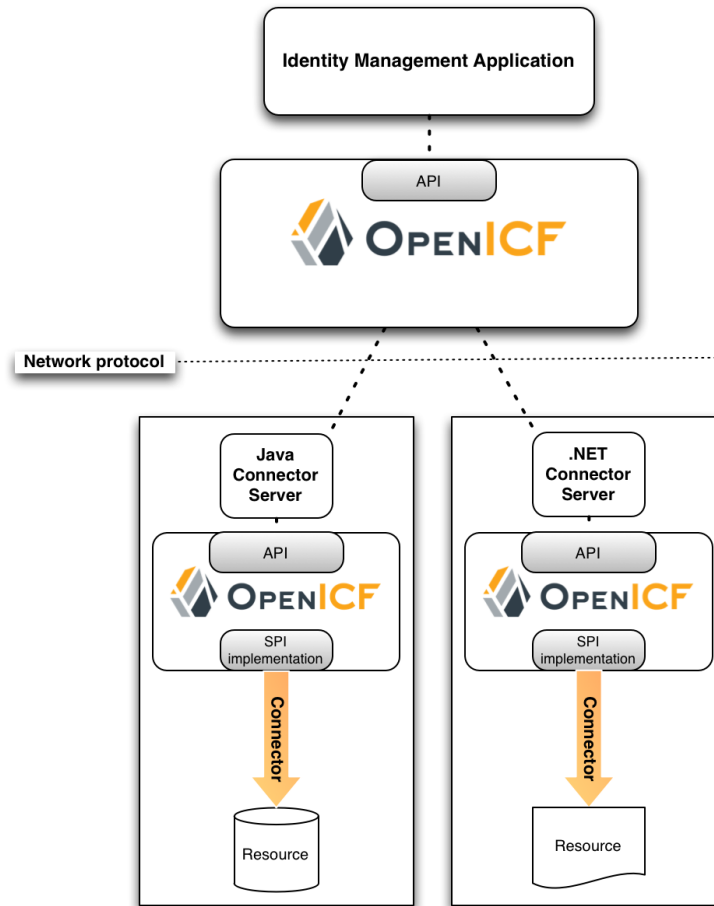 Identity Management Application
API
OPENICF
Network protocol
Java
Connector
Server
API
OPENICF
SPI
implementation
Connector
Resource
.NET
Connector
Server
API
OPENICF
SPI
implementation
Connector
Resource